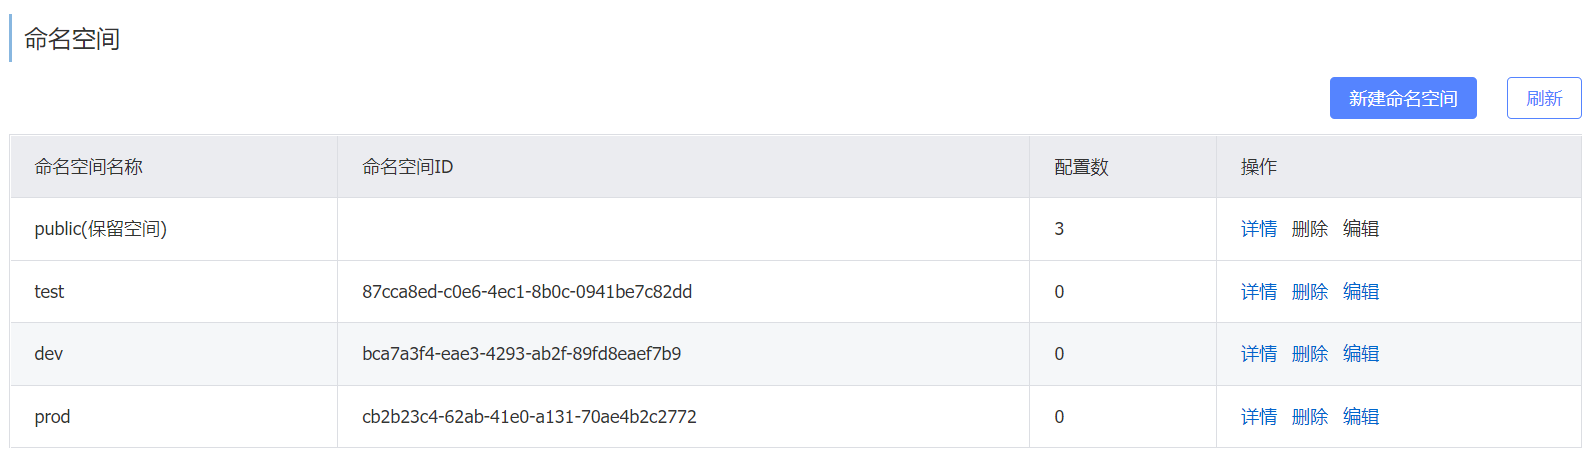 命名空间
新建命名空间 刷新
命名空间名称 命名空间ID 配置数 操作
public(保留空间) 3 详情 删除 编辑
test 87cca8ed-c0e6-4ec1-8b0c-0941be7c82dd 0 详情 删除 编辑
dev bca7a3f4-eae3-4293-ab2f-89fd8eaef7b9 0 详情 删除 编辑
prod cb2b23c4-62ab-41e0-a131-70ae4b2c2772 0 详情 删除 编辑